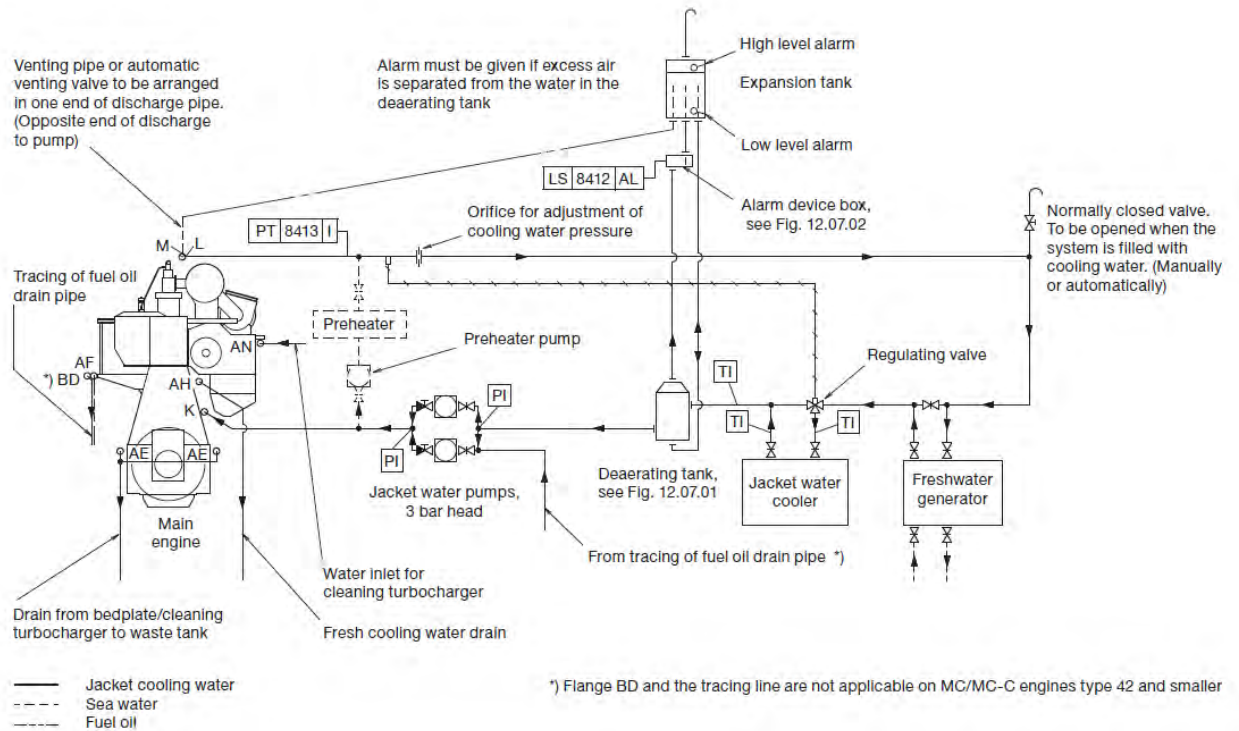 Venting pipe or automatic
venting valve to be arranged
in one end of discharge pipe.
(Opposite end of discharge
to pump)
Alarm must be given if excess air
is separated from the water in the
deaerating tank
High level alarm
Expansion tank
Low level alarm
LS 8412 AL
Alarm device box,
see Fig. 12.07.02
Normally closed valve.
To be opened when the
system is filled with
cooling water. (Manually
or automatically)
PT 8413 I
Orifice for adjustment of
cooling water pressure
M
L
Tracing of fuel oil
drain pipe
Preheater
Preheater pump
Regulating valve
AN
AF
*) BD
AH
K
TI
TI
TI
PI
PI
AE
AE
Main
engine
Jacket water pumps,
3 bar head
Deaerating tank,
see Fig. 12.07.01
Jacket water
cooler
Freshwater
generator
From tracing of fuel oil drain pipe *)
Water inlet for
cleaning turbocharger
Drain from bedplate/cleaning
turbocharger to waste tank
Fresh cooling water drain
Jacket cooling water
Sea water
Fuel oil
*) Flange BD and the tracing line are not applicable on MC/MC-C engines type 42 and smaller